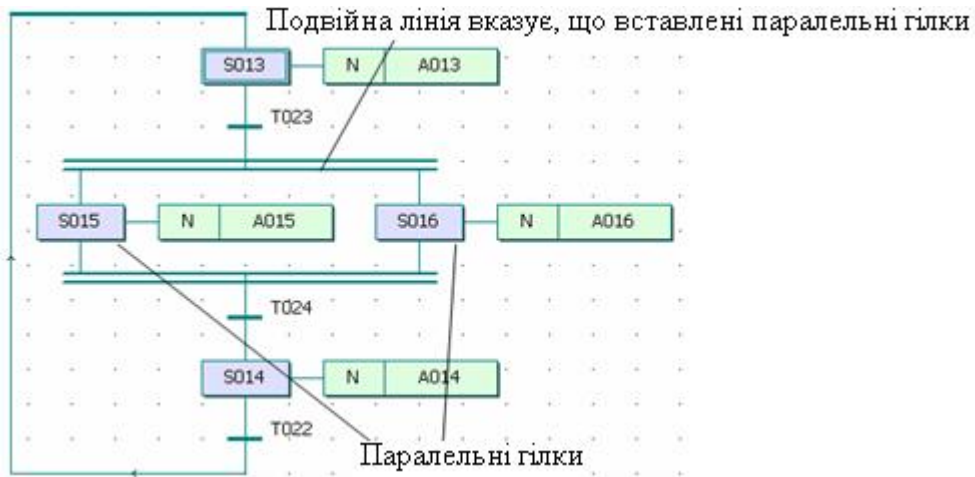 Подвійна лінія вказує, що вставлені паралельні гілки
S013 N A013
T023
S015 N A015 S016 N A016
T024
S014 N A014
T022
Паралельні гілки